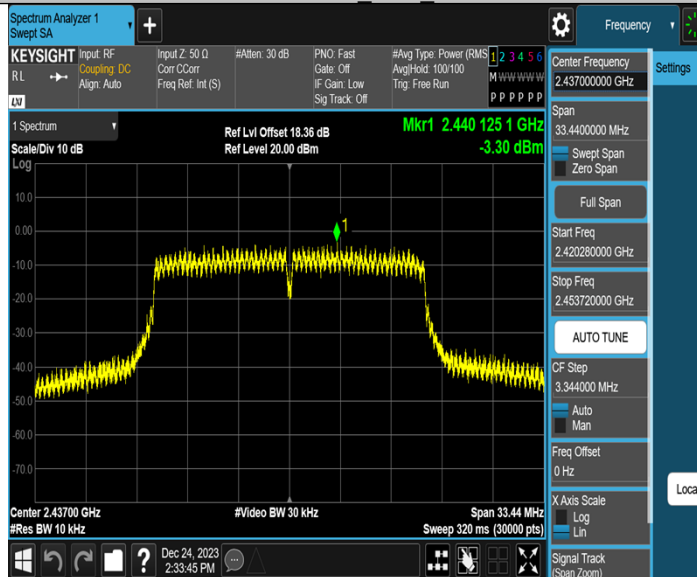 Spectrum Analyzer 1
Swept SA
+
Frequency
KEYSIGHT
RL
LXI
Input: RF
Coupling: DC
Align: Auto
Input Z: 50 Ω
Corr CCorr
Freq Ref: Int (S)
#Atten: 30 dB
PNO: Fast
Gate: Off
IF Gain: Low
Sig Track: Off
#Avg Type: Power (RMS
Avg|Hold: 100/100
Trig: Free Run
1 2 3 4 5 6
M W W W W W
P P P P P P
1 Spectrum
Scale/Div 10 dB
Log
Ref Lvl Offset 18.36 dB
Ref Level 20.00 dBm
Mkr1 2.440 125 1 GHz
-3.30 dBm
10.0
0.00
-10.0
-20.0
-30.0
-40.0
-50.0
-60.0
-70.0
1
Center 2.43700 GHz
#Res BW 10 kHz
#Video BW 30 kHz
Span 33.44 MHz
Sweep 320 ms (30000 pts)
Dec 24, 2023
2:33:45 PM
?
Center Frequency
2.437000000 GHz
Span
33.4400000 MHz
Swept Span
Zero Span
Full Span
Start Freq
2.420280000 GHz
Stop Freq
2.453720000 GHz
AUTO TUNE
CF Step
3.344000 MHz
Auto
Man
Freq Offset
0 Hz
X Axis Scale
Log
Lin
Signal Track
(Span Zoom)
Settings
Loca